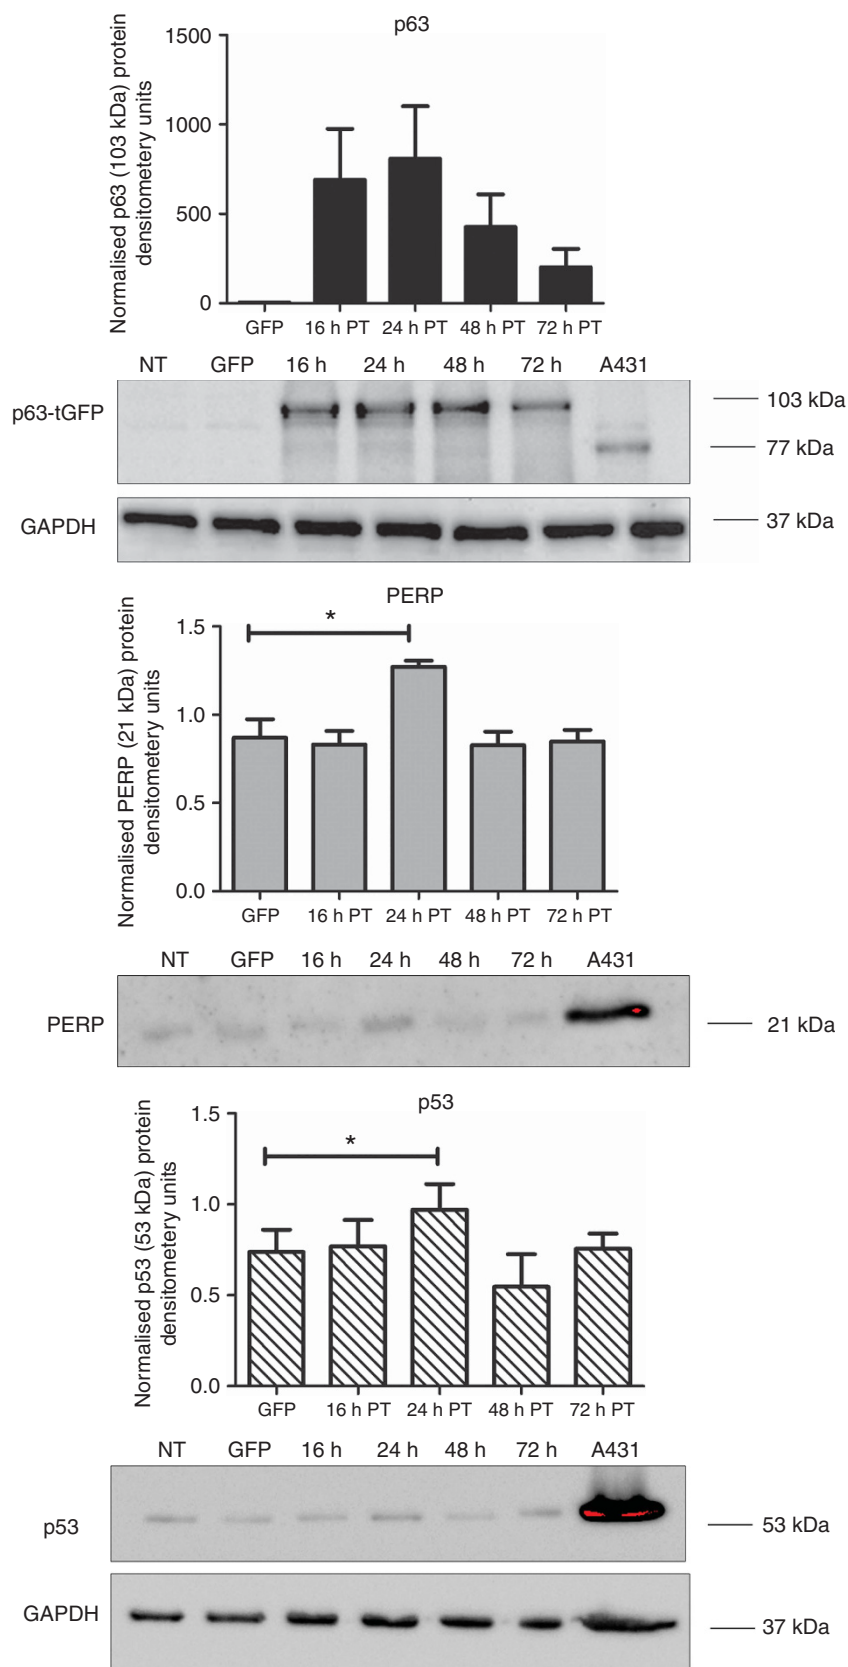 p63
Normalised p63 (103 kDa) protein
densitometery units
1500
1000
500
0
GFP 16 h PT 24 h PT 48 h PT 72 h PT
NT GFP 16 h 24 h 48 h 72 h A431
p63-tGFP
103 kDa
77 kDa
GAPDH
37 kDa
PERP
Normalised PERP (21 kDa) protein
densitometery units
1.5
1.0
0.5
0.0
*
GFP 16 h PT 24 h PT 48 h PT 72 h PT
NT GFP 16 h 24 h 48 h 72 h A431
PERP
21 kDa
p53
Normalised p53 (53 kDa) protein
densitometery units
1.5
1.0
0.5
0.0
*
GFP 16 h PT 24 h PT 48 h PT 72 h PT
NT GFP 16 h 24 h 48 h 72 h A431
p53
53 kDa
GAPDH
37 kDa